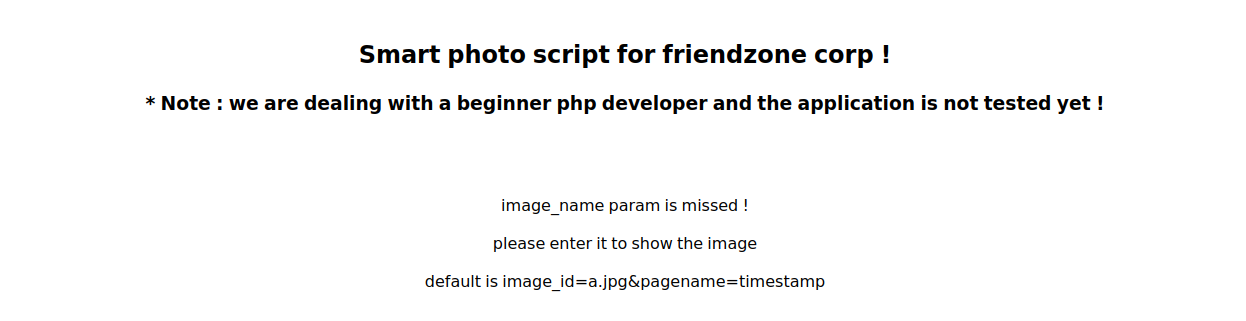 Smart photo script for friendzone corp !
* Note : we are dealing with a beginner php developer and the application is not tested yet !
image_name param is missed !
please enter it to show the image
default is image_id=a.jpg&pagename=timestamp